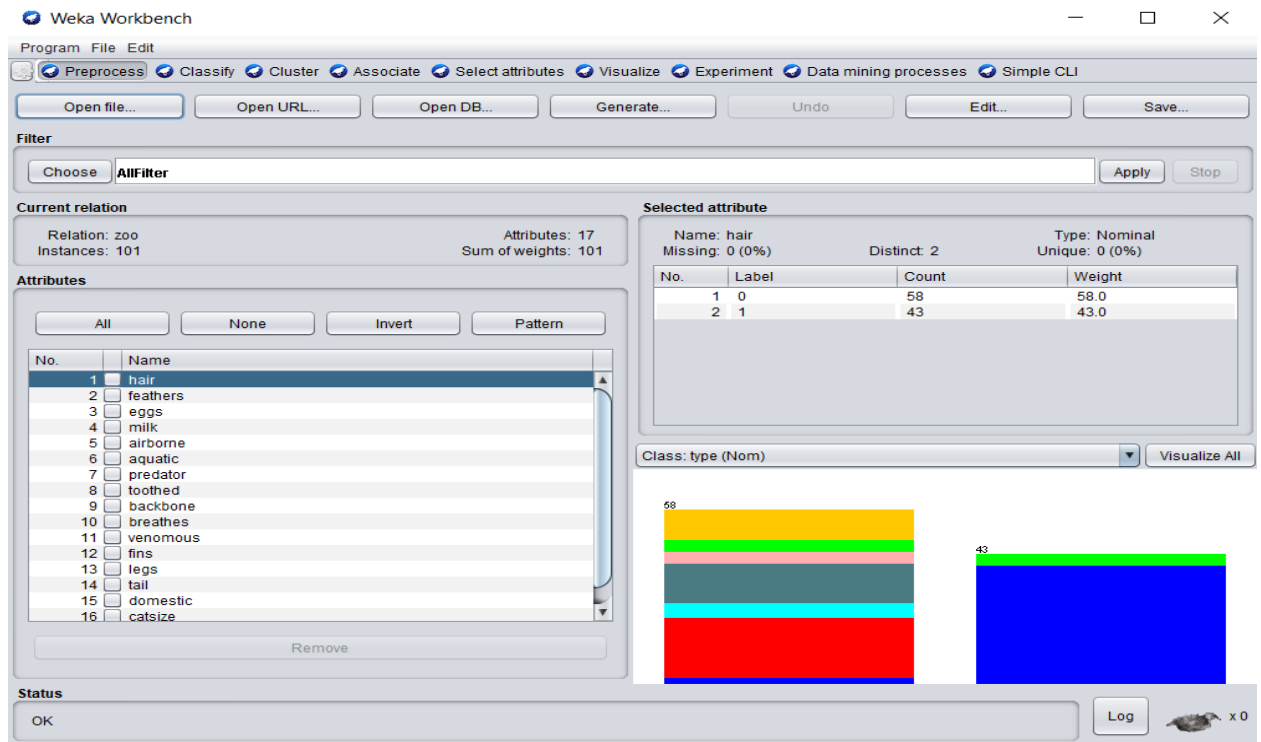 Weka Workbench
Program File Edit
Preprocess Classify Cluster Associate Select attributes Visualize Experiment Data mining processes Simple CLI
Open file... Open URL... Open DB... Generate... Undo Edit... Save...
Filter
Choose AllFilter Apply Stop
Current relation
Relation: zoo Attributes: 17
Instances: 101 Sum of weights: 101
Attributes
All None Invert Pattern
No. Name
1 hair
2 feathers
3 eggs
4 milk
5 airborne
6 aquatic
7 predator
8 toothed
9 backbone
10 breathes
11 venomous
12 fins
13 legs
14 tail
15 domestic
16 catsize
Remove
Selected attribute
Name: hair Type: Nominal
Missing: 0 (0%) Distinct: 2 Unique: 0 (0%)
No. Label Count Weight
1 0 58 58.0
2 1 43 43.0
Class: type (Nom) Visualize All
58
43
Status
OK Log x 0